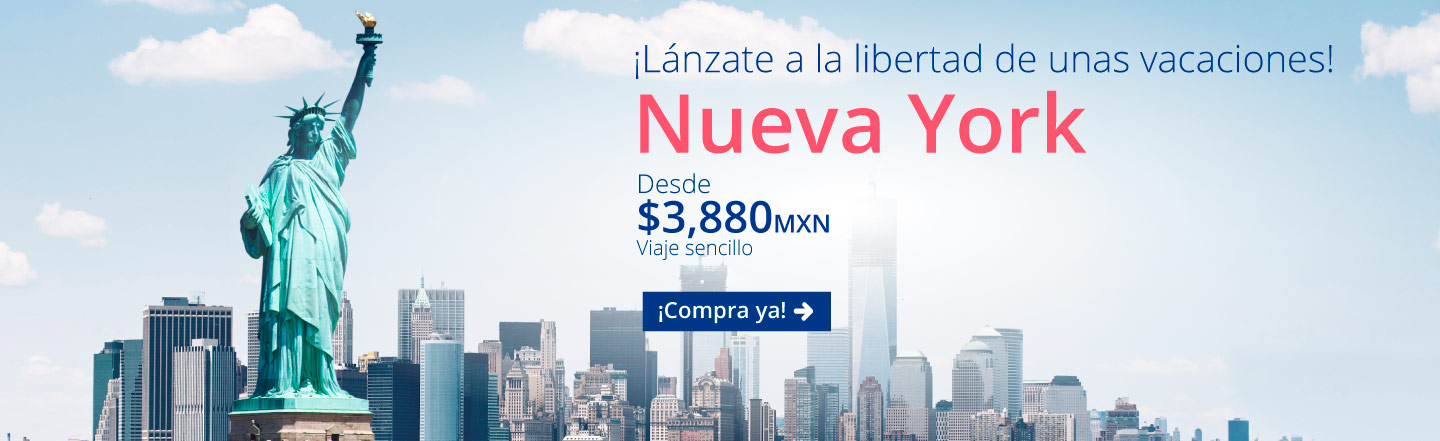 ¡Lánzate a la libertad de unas vacaciones!
Nueva York
Desde
$3,880MXN
Viaje sencillo
¡Compra ya!